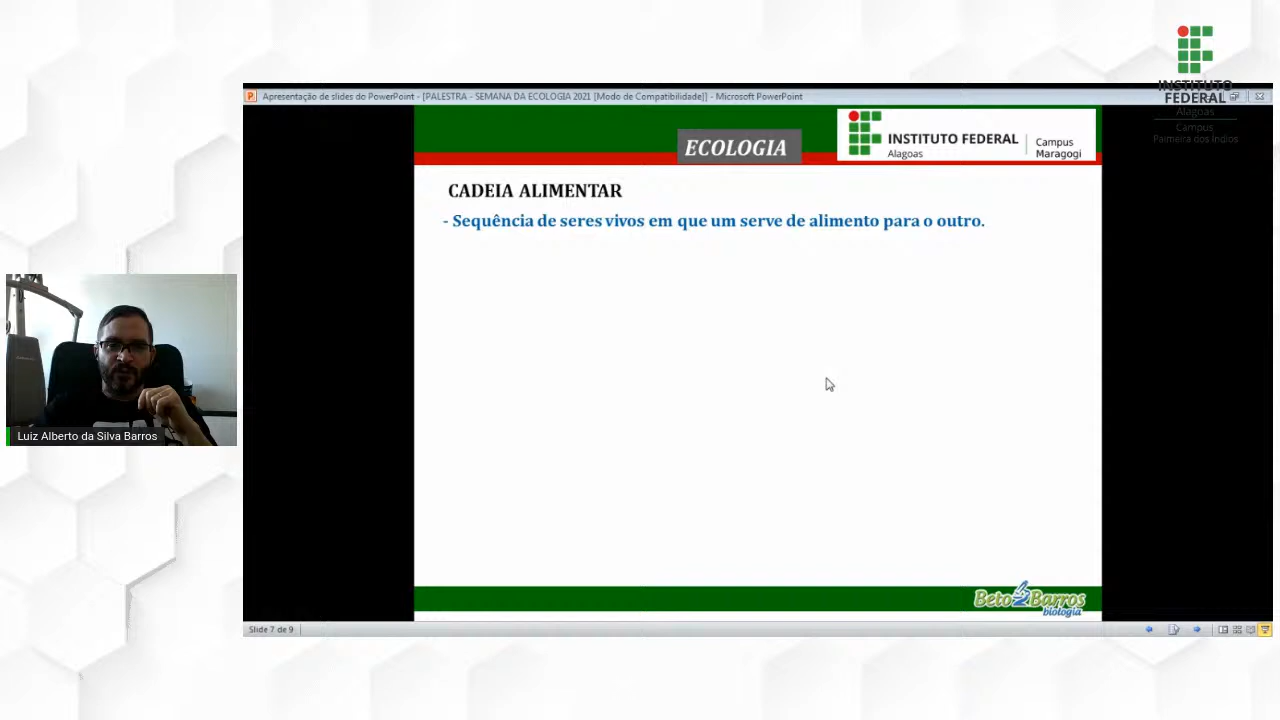 INSTITUTO
FEDERAL
Alagoas
Câmpus
Palmeira dos Índios
Apresentação de slides do PowerPoint - [PALESTRA - SEMANA DA ECOLOGIA 2021 [Modo de Compatibilidade]] - Microsoft PowerPoint
ECOLOGIA
INSTITUTO FEDERAL
Alagoas
Campus
Maragogi
CADEIA ALIMENTAR
- Sequência de seres vivos em que um serve de alimento para o outro.
Luiz Alberto da Silva Barros
Beto Barros
biologia
Slide 7 de 9